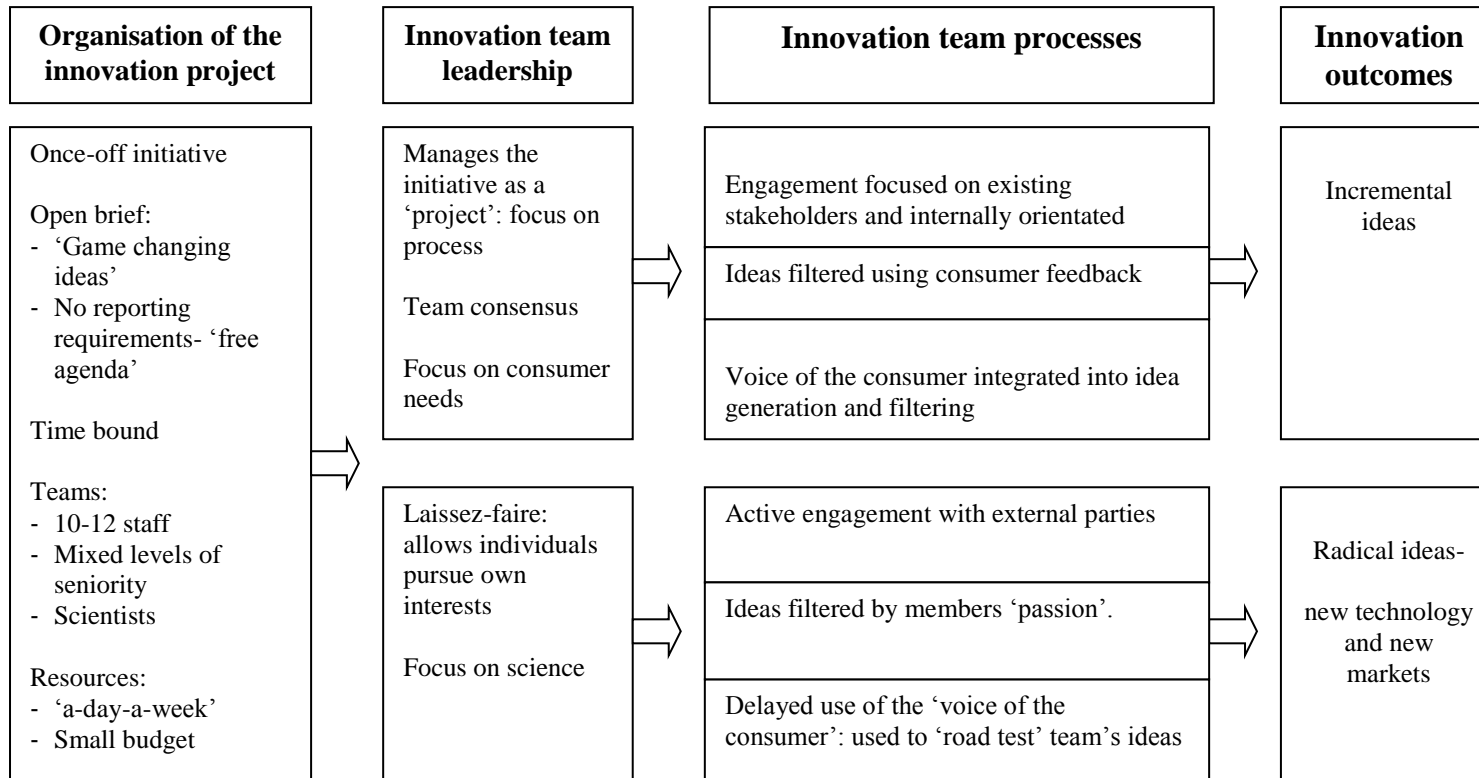 Organisation of the
innovation project
Innovation team
leadership
Innovation team processes
Innovation
outcomes
Once-off initiative
Open brief:
- ‘Game changing
ideas’
- No reporting
requirements- ‘free
agenda’
Time bound
Teams:
- 10-12 staff
- Mixed levels of
seniority
- Scientists
Resources:
- ‘a-day-a-week’
- Small budget
Manages the
initiative as a
‘project’: focus on
process
Team consensus
Focus on consumer
needs
Engagement focused on existing
stakeholders and internally orientated
Ideas filtered using consumer feedback
Voice of the consumer integrated into idea
generation and filtering
Incremental
ideas
Laissez-faire:
allows individuals
pursue own
interests
Focus on science
Active engagement with external parties
Ideas filtered by members ‘passion’.
Delayed use of the ‘voice of the
consumer’: used to ‘road test’ team’s ideas
Radical ideas-
new technology
and new
markets